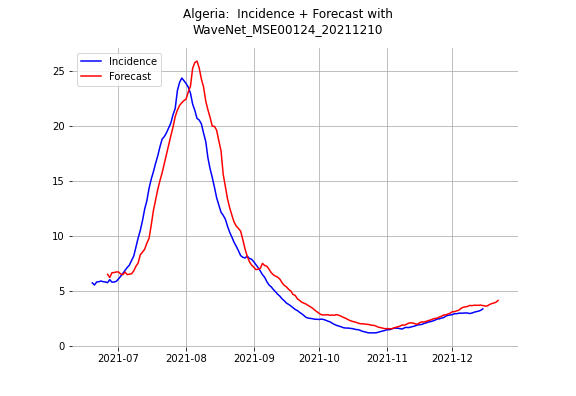 Algeria: Incidence + Forecast with
WaveNet_MSE00124_20211210
Incidence
Forecast
25
20
15
10
5
0
2021-07 2021-08 2021-09 2021-10 2021-11 2021-12